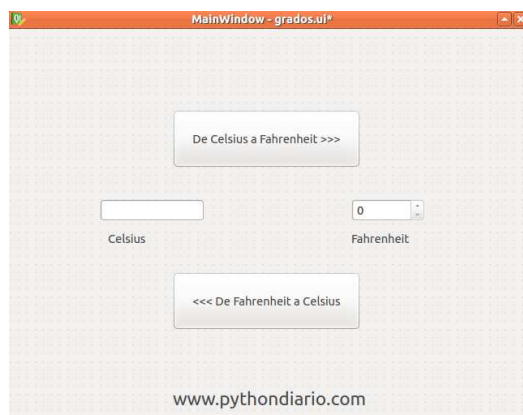 MainWindow - grados.ui*
De Celsius a Fahrenheit >>>
0
Celsius
Fahrenheit
<<< De Fahrenheit a Celsius
www.pythondiario.com